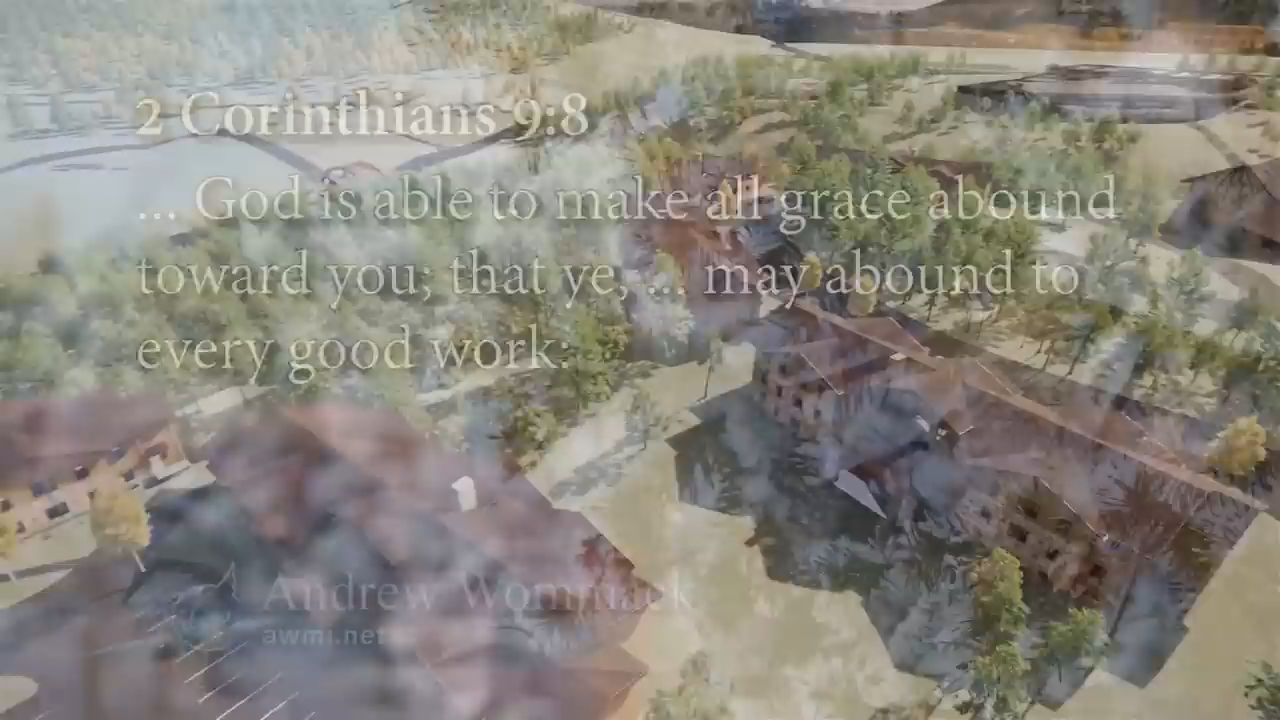 2 Corinthians 9:8
... God is able to make all grace abound
toward you; that ye, ... may abound to
every good work:
Andrew Wommack
awmi.net